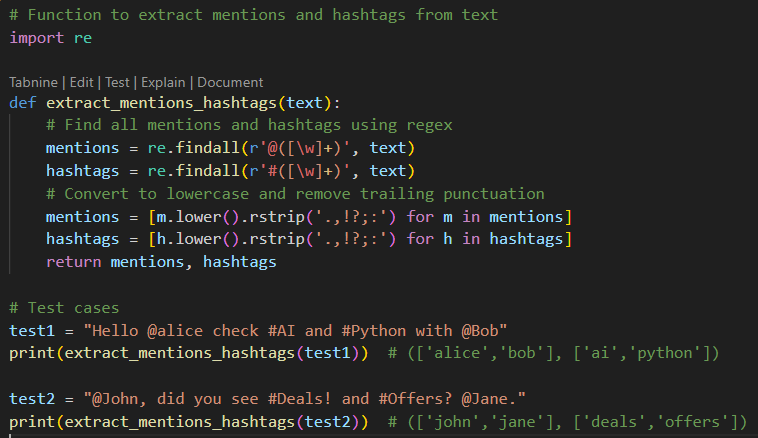 # Function to extract mentions and hashtags from text
import re
Tabnine | Edit | Test | Explain | Document
def extract_mentions_hashtags(text):
    # Find all mentions and hashtags using regex
    mentions = re.findall(r'@([\w]+)', text)
    hashtags = re.findall(r'#([\w]+)', text)
    # Convert to lowercase and remove trailing punctuation
    mentions = [m.lower().rstrip('.,!?;:') for m in mentions]
    hashtags = [h.lower().rstrip('.,!?;:') for h in hashtags]
    return mentions, hashtags
# Test cases
test1 = "Hello @alice check #AI and #Python with @Bob"
print(extract_mentions_hashtags(test1))  # (['alice','bob'], ['ai','python'])
test2 = "@John, did you see #Deals! and #Offers? @Jane."
print(extract_mentions_hashtags(test2))  # (['john','jane'], ['deals','offers'])